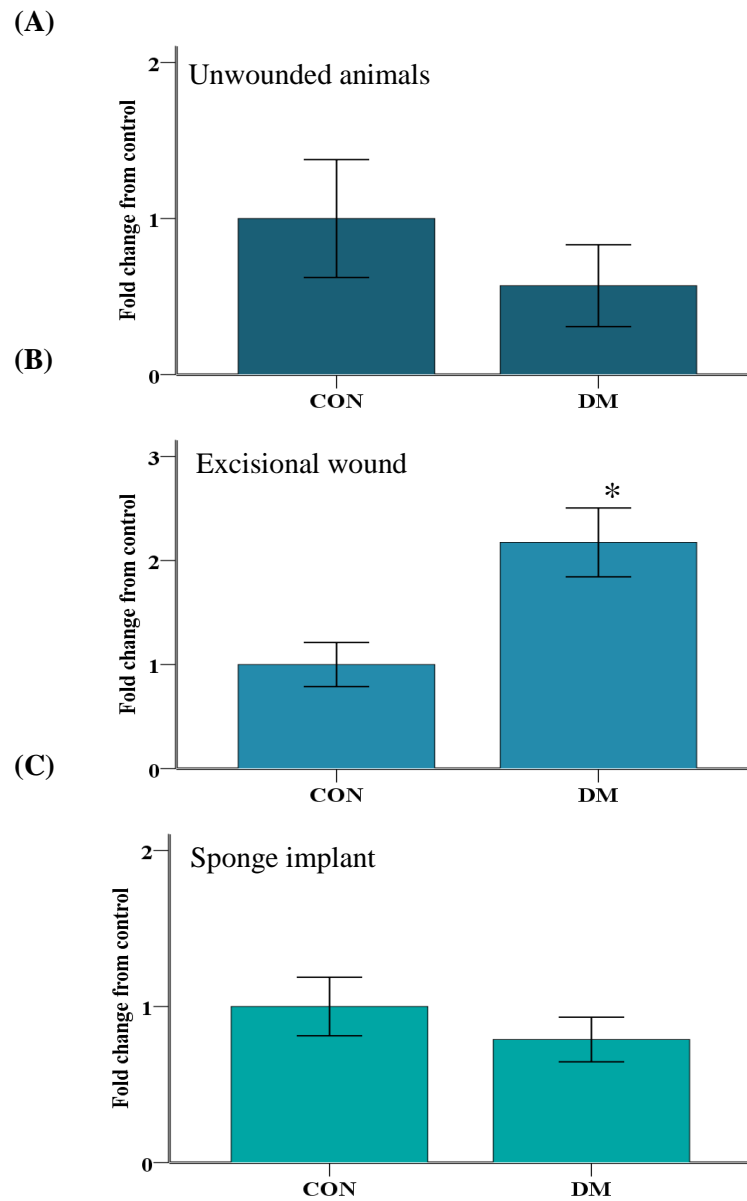 (A)
2
Unwounded animals
Fold change from control
1
0
CON DM
(B)
3
Excisional wound
*
Fold change from control
2
1
0
CON DM
(C)
2
Sponge implant
Fold change from control
1
0
CON DM